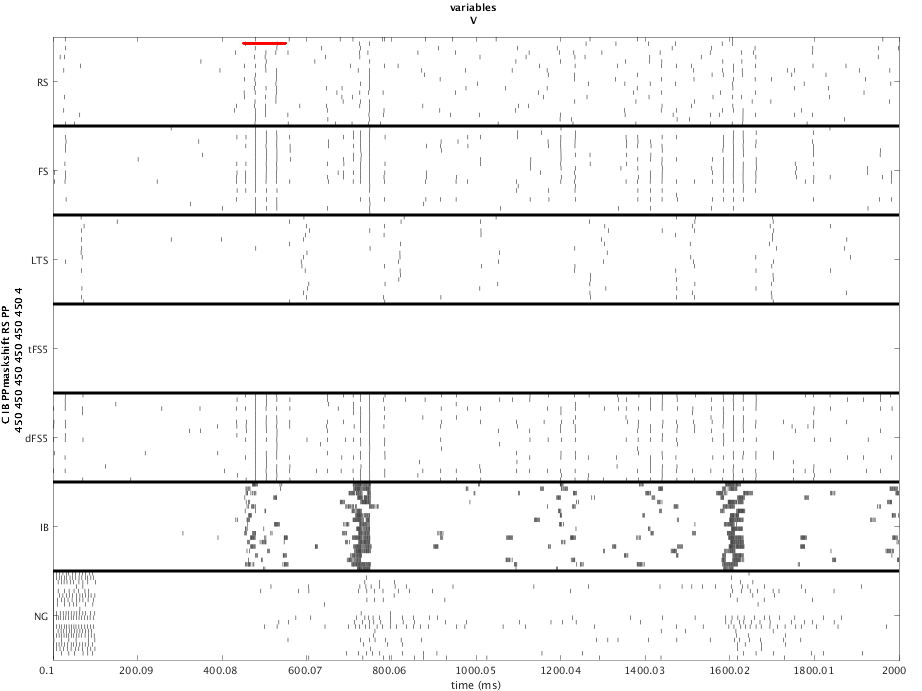 variables
V
RS
FS
LTS
tFS5
dFS5
IB
NG
C IB PPmaskshift RS PP
450 450 450 450 450 450 4
0.1 200.09 400.08 600.07 800.06 1000.05 1200.04 1400.03 1600.02 1800.01 2000
time (ms)